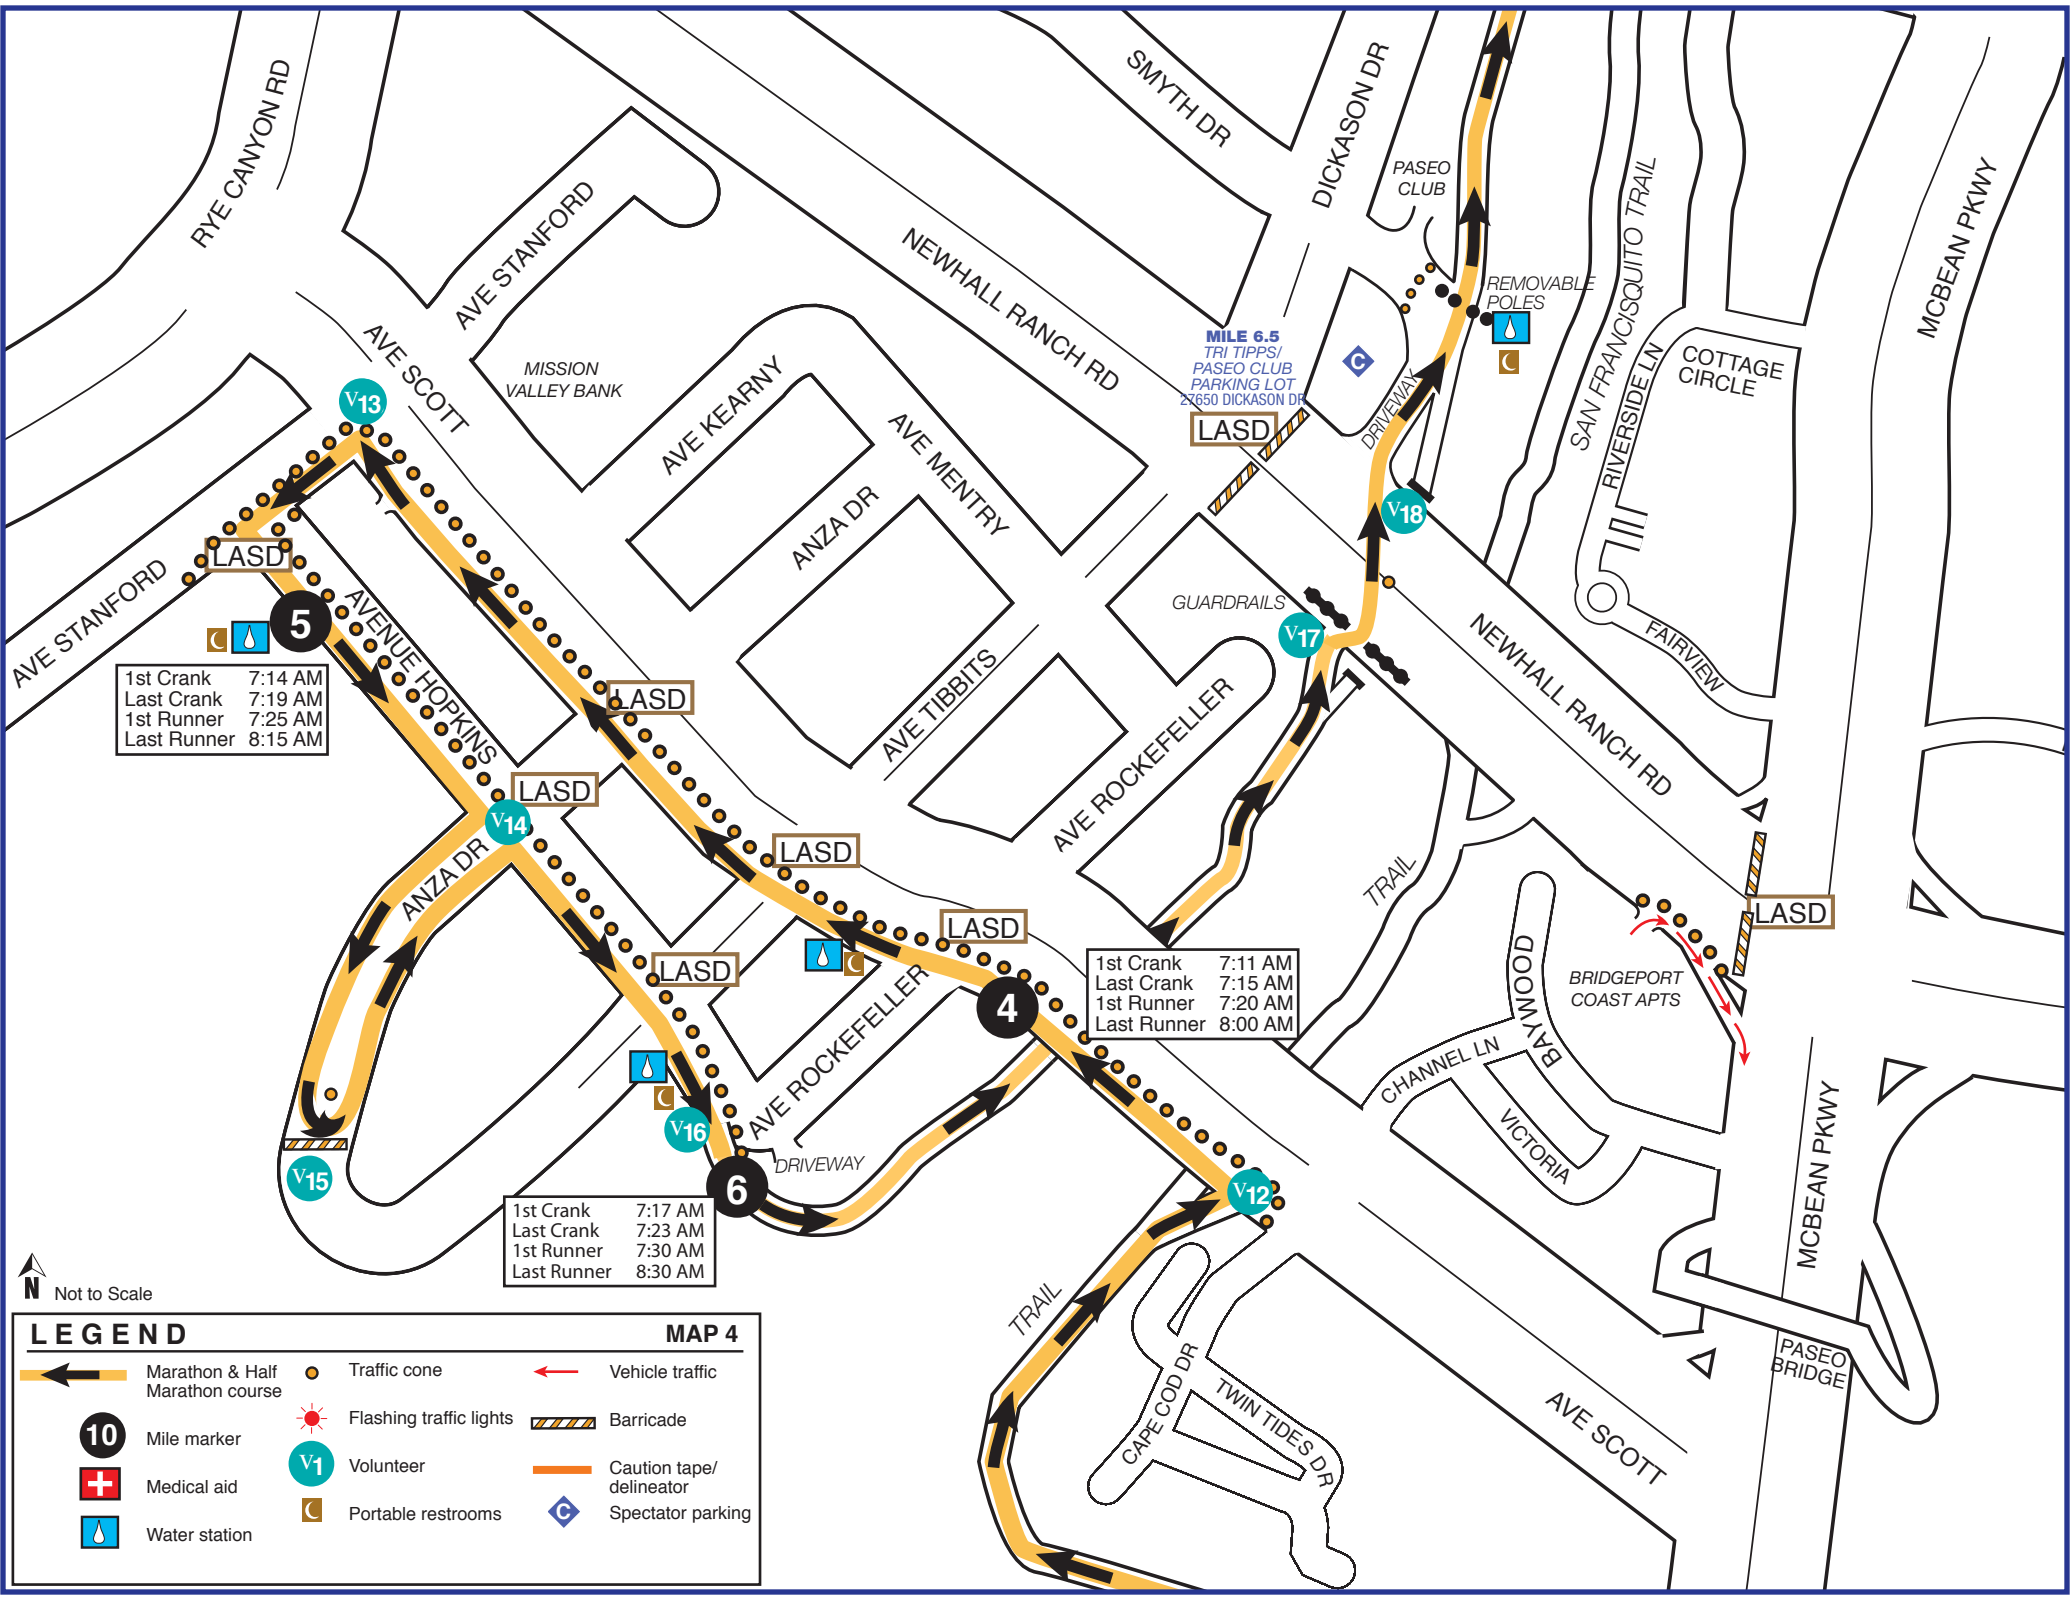 RYE CANYON RD
SMYTH DR
DICKASON DR
PASEO
CLUB
SAN FRANCISQUITO TRAIL
MCBEAN PKWY
AVE STANFORD
NEWHALL RANCH RD
REMOVABLE
POLES
AVE SCOTT
MISSION
VALLEY BANK
MILE 6.5
TRI TIPPS/
PASEO CLUB
PARKING LOT
27650 DICKASON DR
C
COTTAGE
CIRCLE
RIVERSIDE LN
V13
AVE KEARNY
AVE MENTRY
DRIVEWAY
LASD
ANZA DR
V18
LASD
AVE STANFORD
5
AVENUE HOPKINS
GUARDRAILS
V17
NEWHALL RANCH RD
FAIRVIEW
1st Crank 7:14 AM
Last Crank 7:19 AM
1st Runner 7:25 AM
Last Runner 8:15 AM
LASD
AVE TIBBITS
AVE ROCKEFELLER
LASD
V14
ANZA DR
LASD
TRAIL
LASD
LASD
LASD
AVE ROCKEFELLER
4
1st Crank 7:11 AM
Last Crank 7:15 AM
1st Runner 7:20 AM
Last Runner 8:00 AM
BAYWOOD
BRIDGEPORT
COAST APTS
CHANNEL LN
VICTORIA
V16
DRIVEWAY
V15
6
V12
MCBEAN PKWY
1st Crank 7:17 AM
Last Crank 7:23 AM
1st Runner 7:30 AM
Last Runner 8:30 AM
TRAIL
CAPE COD DR
TWIN TIDES DR
AVE SCOTT
PASEO
BRIDGE
N
Not to Scale
LEGEND
MAP 4
Marathon & Half
Marathon course
Traffic cone
Vehicle traffic
10
Mile marker
Flashing traffic lights
Barricade
Medical aid
V1
Volunteer
Caution tape/
delineator
Water station
Portable restrooms
C
Spectator parking